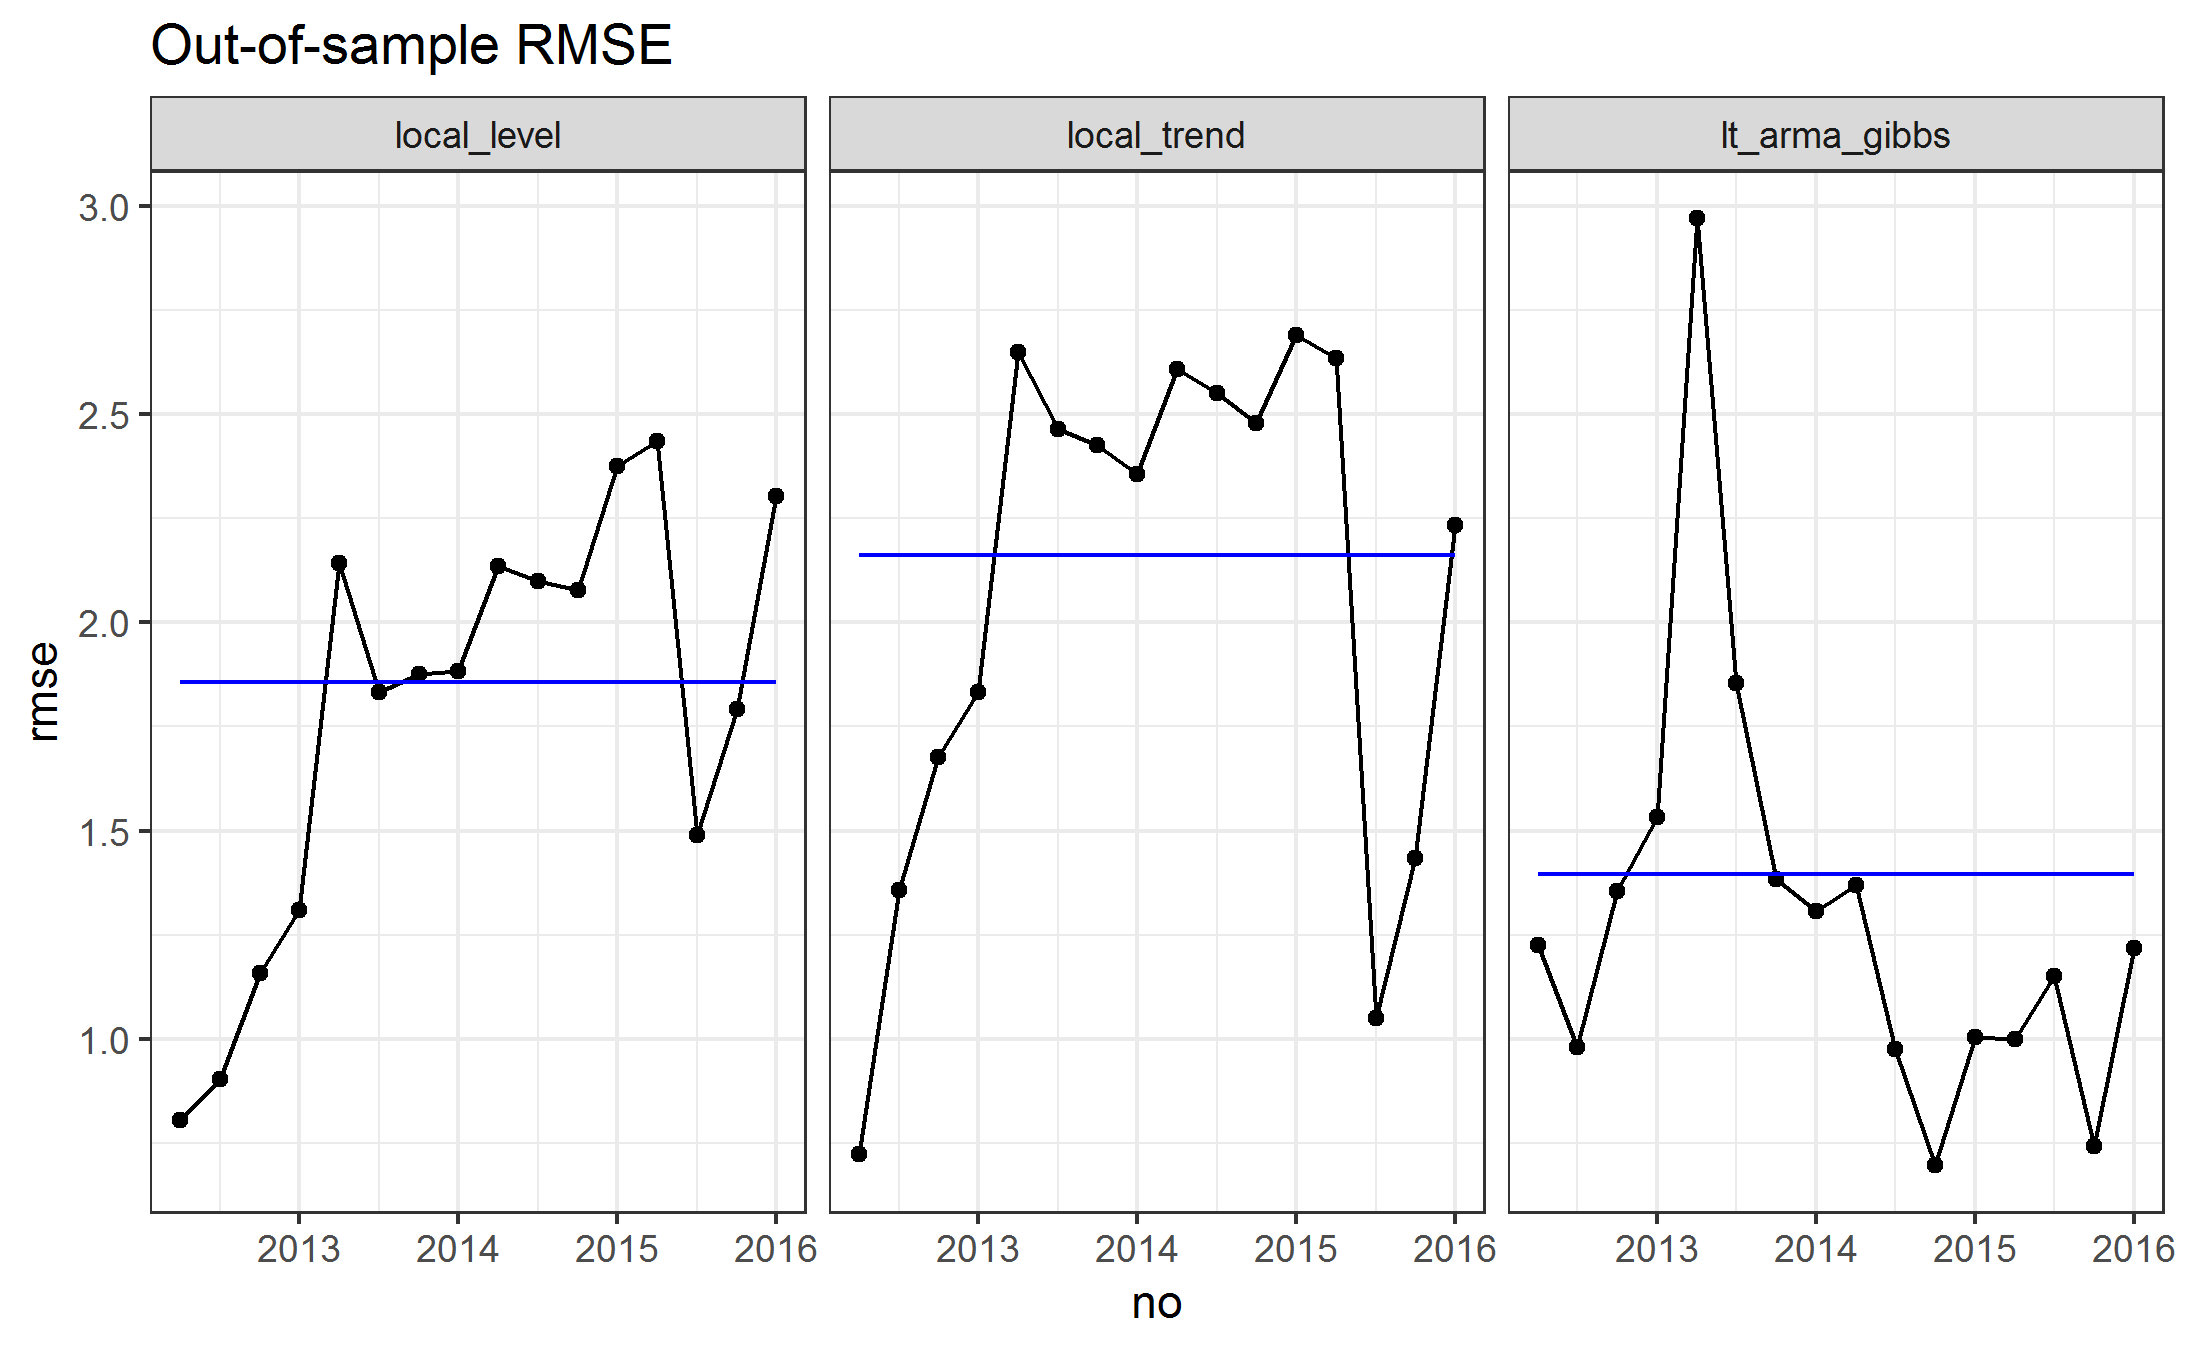 Out-of-sample RMSE
local_level local_trend lt_arma_gibbs
3.0
2.5
2.0
1.5
1.0
rmse
2013 2014 2015 2016 2013 2014 2015 2016 2013 2014 2015 2016
no